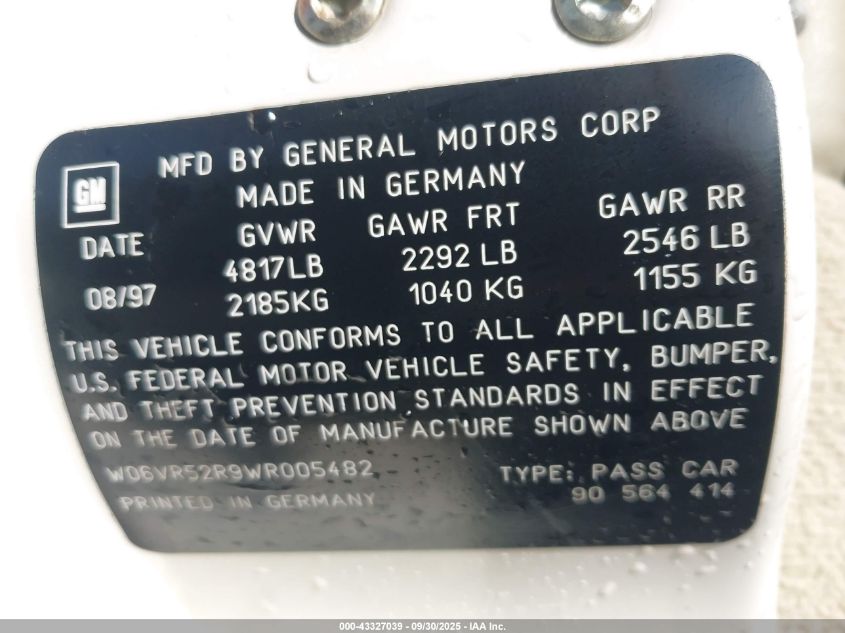 MFD BY GENERAL MOTORS CORP
GM
MADE IN GERMANY
DATE GVWR GAWR FRT GAWR RR
4817LB 2292 LB 2546 LB
08/97 2185KG 1040 KG 1155 KG
THIS VEHICLE CONFORMS TO ALL APPLICABLE
U.S. FEDERAL MOTOR VEHICLE SAFETY, BUMPER,
AND THEFT PREVENTION STANDARDS IN EFFECT
ON THE DATE OF MANUFACTURE SHOWN ABOVE
W06VR52R9WR005482 TYPE: PASS CAR
PRINTED IN GERMANY 90 564 414
000-43327039 - 09/30/2025 - IAA Inc.